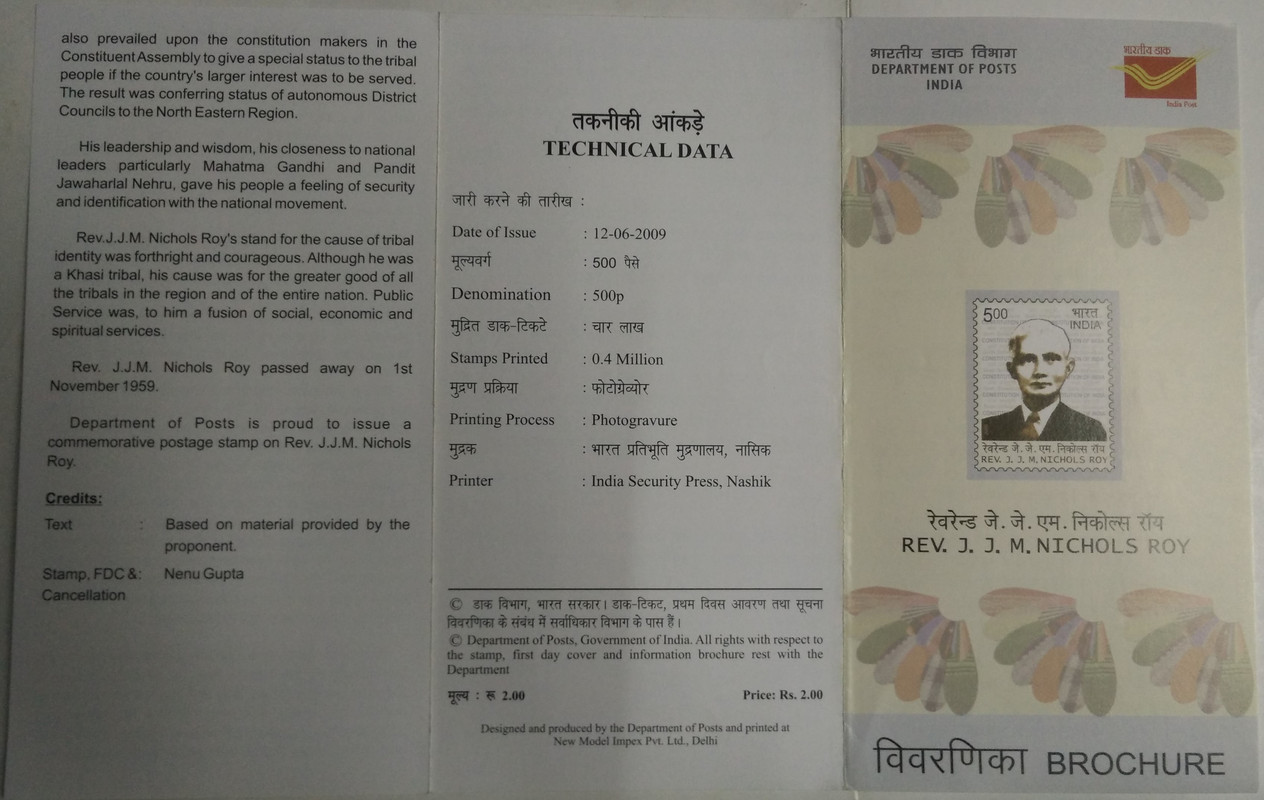 also prevailed upon the constitution makers in the
Constituent Assembly to give a special status to the tribal
people if the country's larger interest was to be served.
The result was conferring status of autonomous District
Councils to the North Eastern Region.
His leadership and wisdom, his closeness to national
leaders particularly Mahatma Gandhi and Pandit
Jawaharlal Nehru, gave his people a feeling of security
and identification with the national movement.
Rev.J.J.M. Nichols Roy's stand for the cause of tribal
identity was forthright and courageous. Although he was
a Khasi tribal, his cause was for the greater good of all
the tribals in the region and of the entire nation. Public
Service was, to him a fusion of social, economic and
spiritual services.
Rev. J.J.M. Nichols Roy passed away on 1st
November 1959.
Department of Posts is proud to issue a
commemorative postage stamp on Rev. J.J.M. Nichols
Roy.
Credits:
Text : Based on material provided by the
proponent.
Stamp, FDC &: Nenu Gupta
Cancellation
तकनीकी आंकड़े
TECHNICAL DATA
जारी करने की तारीख :
Date of Issue : 12-06-2009
मूल्यवर्ग : 500 पैसे
Denomination : 500p
मुद्रित डाक-टिकटे : चार लाख
Stamps Printed : 0.4 Million
मुद्रण प्रक्रिया : फोटोग्रेव्योर
Printing Process : Photogravure
मुद्रक : भारत प्रतिभूति मुद्रणालय, नासिक
Printer : India Security Press, Nashik
© डाक विभाग, भारत सरकार। डाक-टिकट, प्रथम दिवस आवरण तथा सूचना
विवरणिका के संबंध में सर्वाधिकार विभाग के पास हैं।
© Department of Posts, Government of India. All rights with respect to
the stamp, first day cover and information brochure rest with the
Department
मूल्य : रू 2.00 Price: Rs. 2.00
Designed and produced by the Department of Posts and printed at
New Model Impex Pvt. Ltd., Delhi
भारतीय डाक विभाग
DEPARTMENT OF POSTS
INDIA
भारतीय डाक
India Post
500 भारत
INDIA
रेवरेन्ड जे. जे. एम. निकोल्स रॉय
REV. J. J. M. NICHOLS ROY
रेवरेन्ड जे. जे. एम. निकोल्स रॉय
REV. J. J. M. NICHOLS ROY
विवरणिका BROCHURE